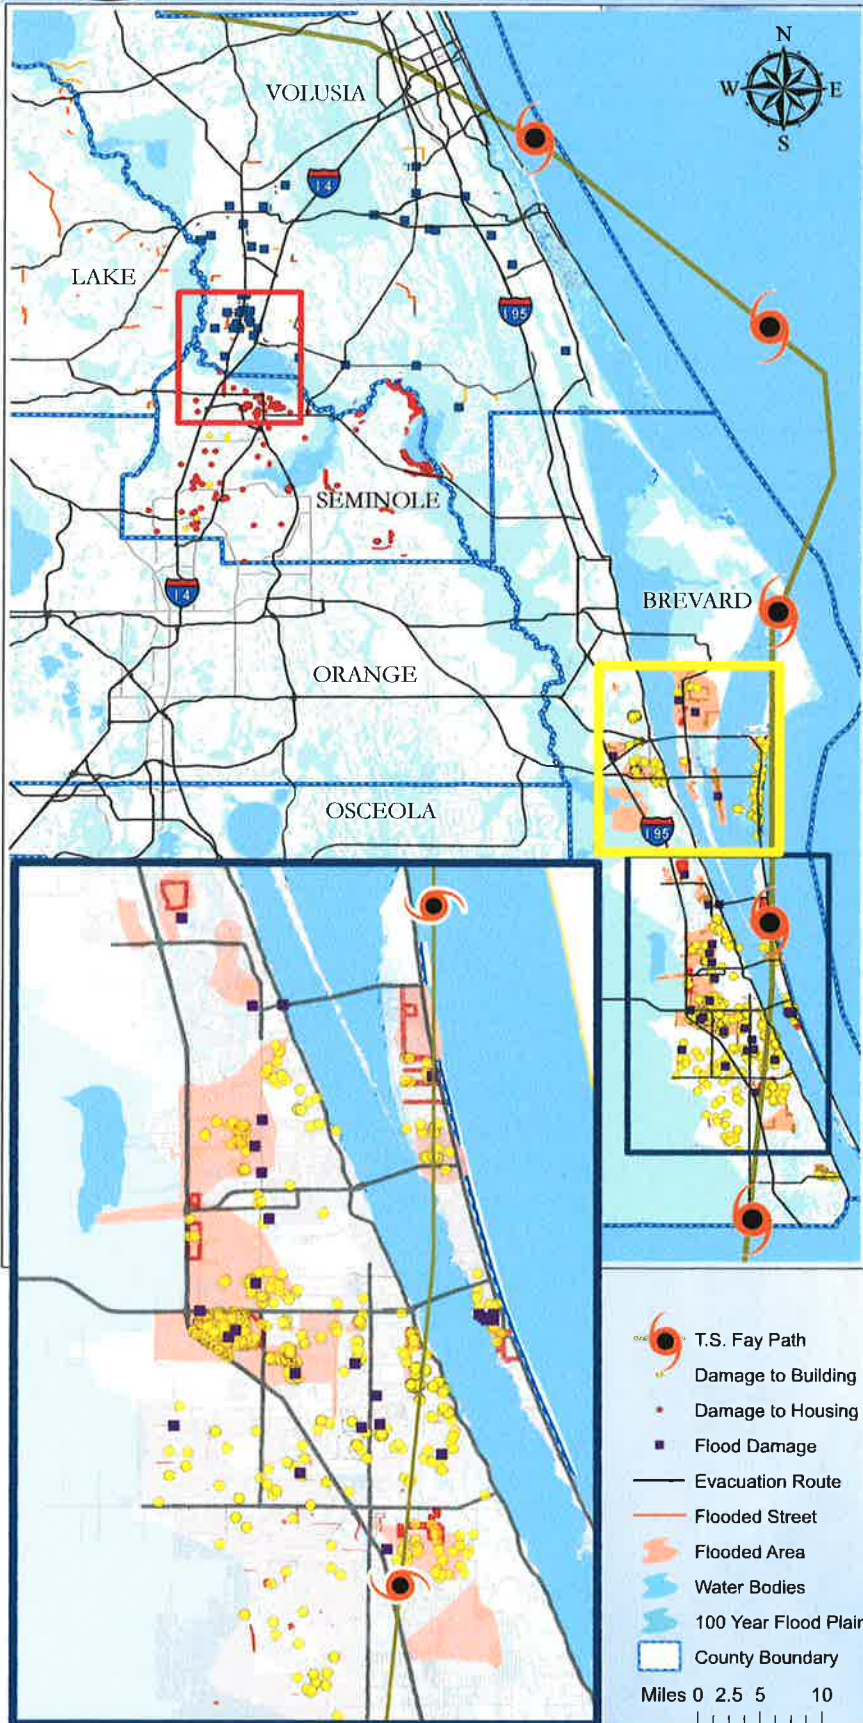 N
W E
S
VOLUSIA
I 4
LAKE
I 95
SEMINOLE
I 4
BREVARD
ORANGE
OSCEOLA
I 95
T.S. Fay Path
Damage to Building
Damage to Housing
Flood Damage
Evacuation Route
Flooded Street
Flooded Area
Water Bodies
100 Year Flood Plain
County Boundary
Miles 0 2.5 5 10